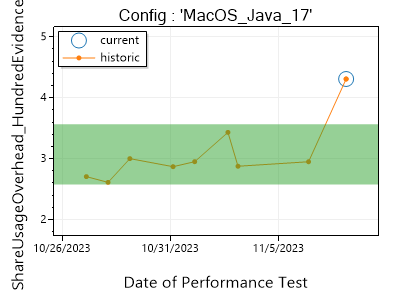 Config : 'MacOS_Java_17'
current
historic
ShareUsageOverhead_HundredEvidence
5
4
3
2
10/26/2023
10/31/2023
11/5/2023
Date of Performance Test